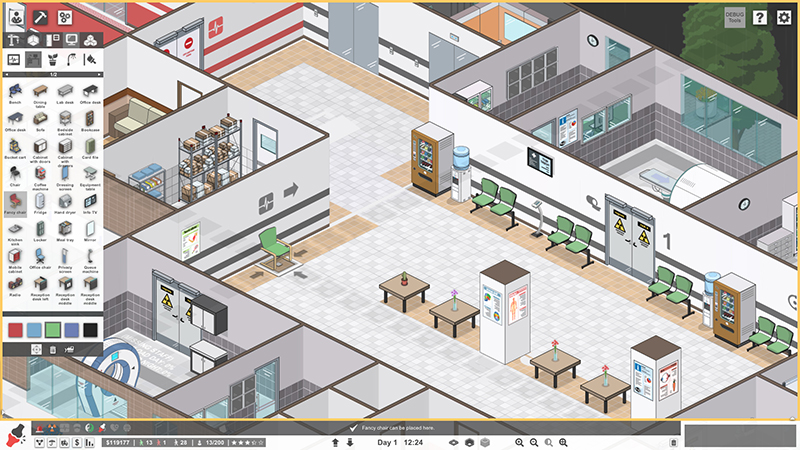 DEBUG
Tools
?
1/2
Bench
Dining
table
Lab desk
Office desk
Office desk
Sofa
Bedside
cabinet
Bookcase
Bucket cart
Cabinet
with doors
Cabinet
with
Card file
Chair
Coffee
machine
Dressing
screen
Equipment
table
Fancy chair
Fridge
Hand dryer
Info TV
Kitchen
sink
Locker
Meal tray
Mirror
Mobile
cabinet
Office chair
Privacy
screen
Queue
machine
Radio
Reception
desk left
Reception
desk middle
Reception
desk middle
1
Fancy chair can be placed here.
$119177
13
1
28
13/200
Day 1 12:24